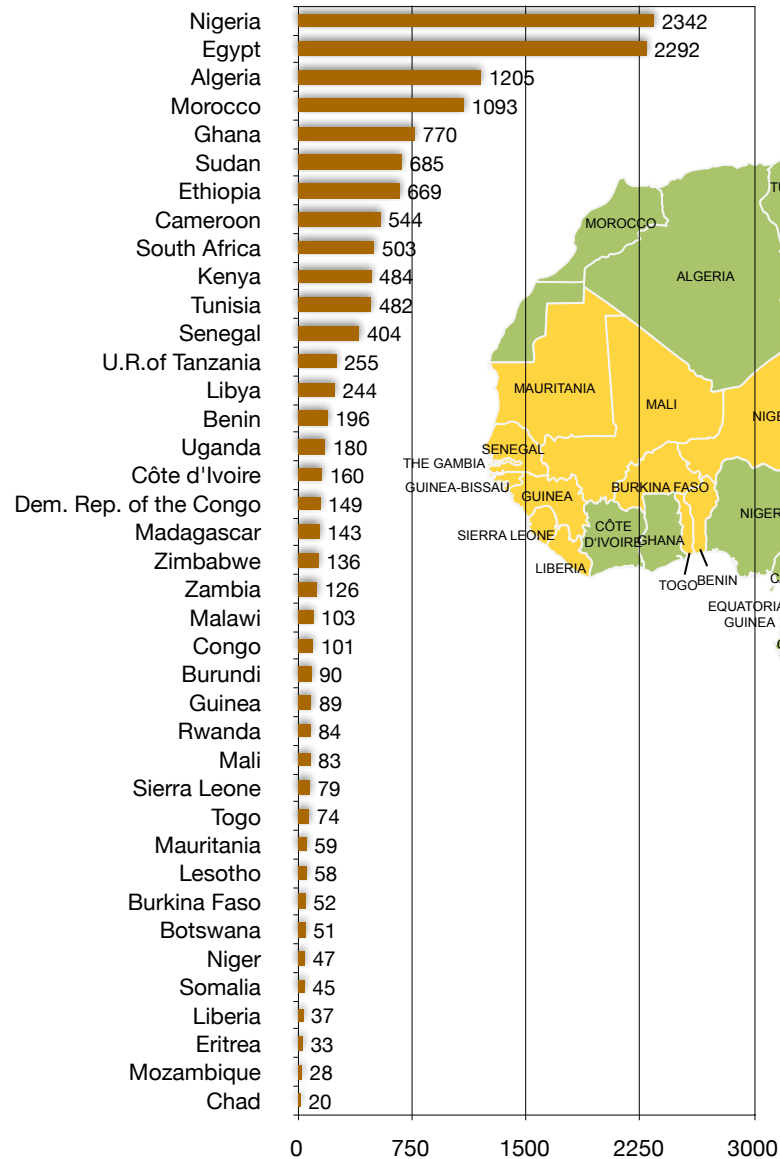 Nigeria 2342
Egypt 2292
Algeria 1205
Morocco 1093
Ghana 770
Sudan 685
Ethiopia 669
Cameroon 544
South Africa 503
Kenya 484
Tunisia 482
Senegal 404
U.R.of Tanzania 255
Libya 244
Benin 196
Uganda 180
Côte d'Ivoire 160
Dem. Rep. of the Congo 149
Madagascar 143
Zimbabwe 136
Zambia 126
Malawi 103
Congo 101
Burundi 90
Guinea 89
Rwanda 84
Mali 83
Sierra Leone 79
Togo 74
Mauritania 59
Lesotho 58
Burkina Faso 52
Botswana 51
Niger 47
Somalia 45
Liberia 37
Eritrea 33
Mozambique 28
Chad 20
0 750 1500 2250 3000
TU
MOROCCO
ALGERIA
MAURITANIA
MALI
NIGE
SENEGAL
THE GAMBIA
GUINEA-BISSAU
GUINEA
BURKINA FASO
NIGER
SIERRA LEONE
CÔTE
D'IVOIRE
GHANA
LIBERIA
TOGO
BENIN
EQUATORIA
GUINEA